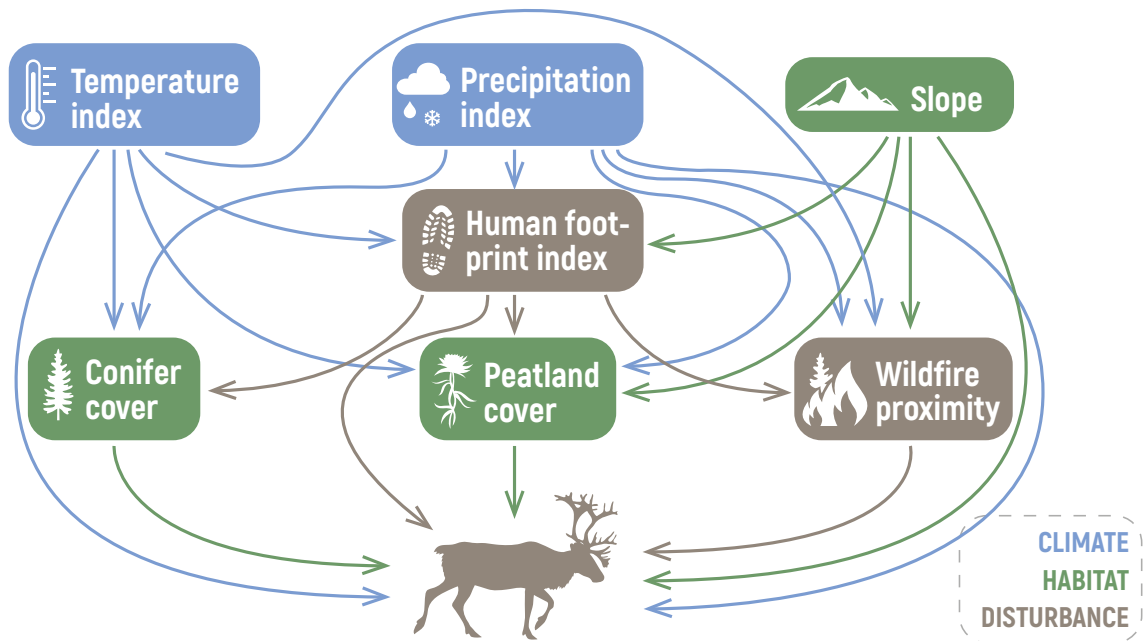 Temperature
index
Precipitation
index
Slope
Human foot-
print index
Conifer
cover
Peatland
cover
Wildfire
proximity
CLIMATE
HABITAT
DISTURBANCE